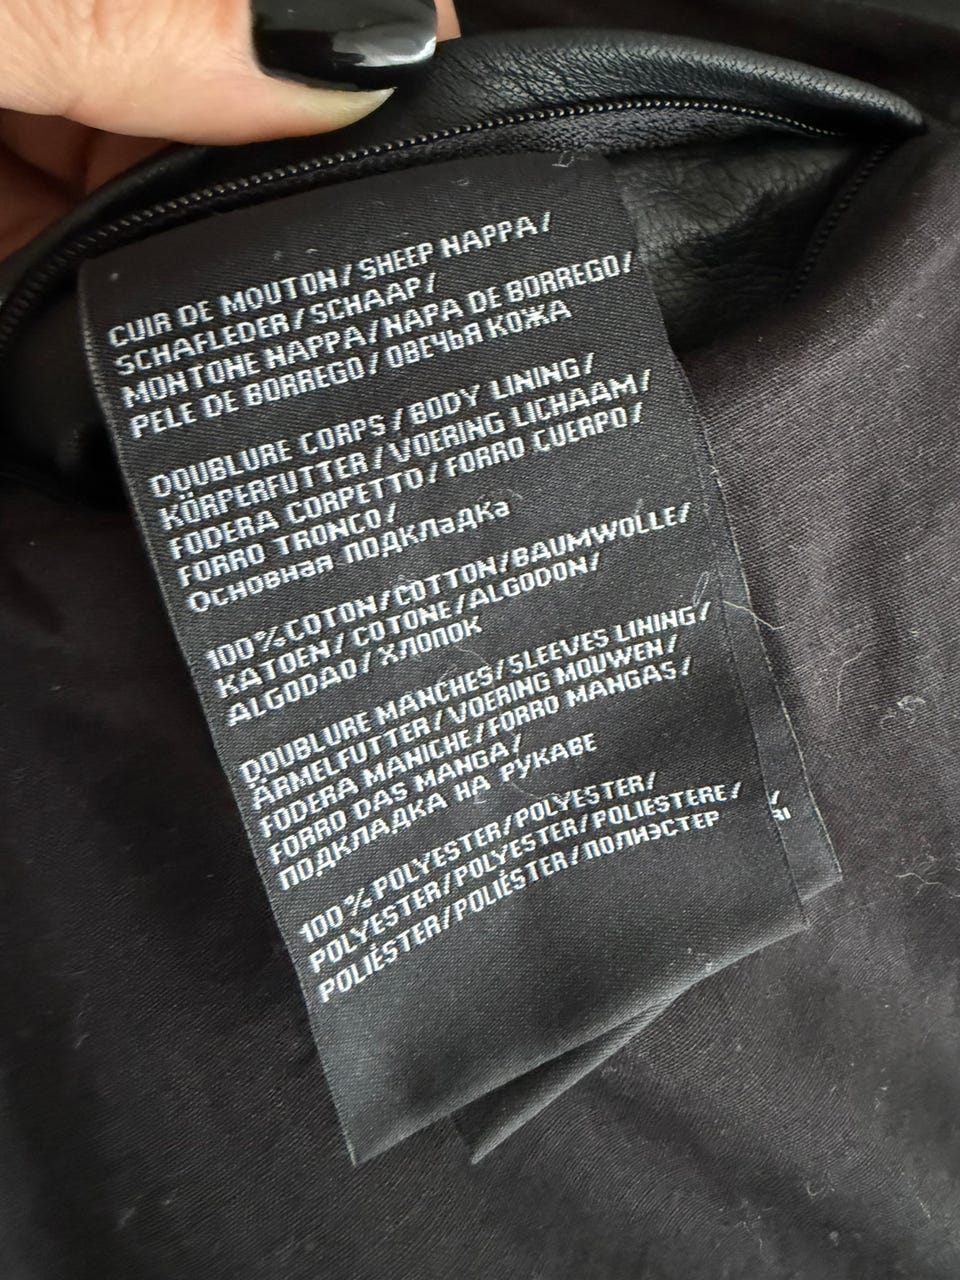 CUIR DE MOUTON/SHEEP NAPPA/
SCHAFLEDER/SCHAAP/
MONTONE NAPPA/NAPA DE BORREGO/
PELE DE BORREGO/ОВЕЧЬЯ КОЖА
DOUBLURE CORPS/BODY LINING/
KÖRPERFUTTER/VOERING LICHAAM/
FODERA CORPETTO/FORRO CUERPO/
FORRO TRONCO/
Основная подкладка
100%COTON/COTTON/BAUMWOLLE/
KATOEN/COTONE/ALGODON/
ALGODAO/ХЛОПОК
DOUBLURE MANCHES/SLEEVES LINING/
ÄRMELFUTTER/VOERING MOUWEN/
FODERA MANICHE/FORRO MANGAS/
FORRO DAS MANGA/
ПОДКЛАДКА НА РУКАВЕ
100%POLYESTER/POLYESTER/
POLYESTER/POLYESTER/POLIESTERE/
POLIÉSTER/POLIÉSTER/ПОЛИЭСТЕР